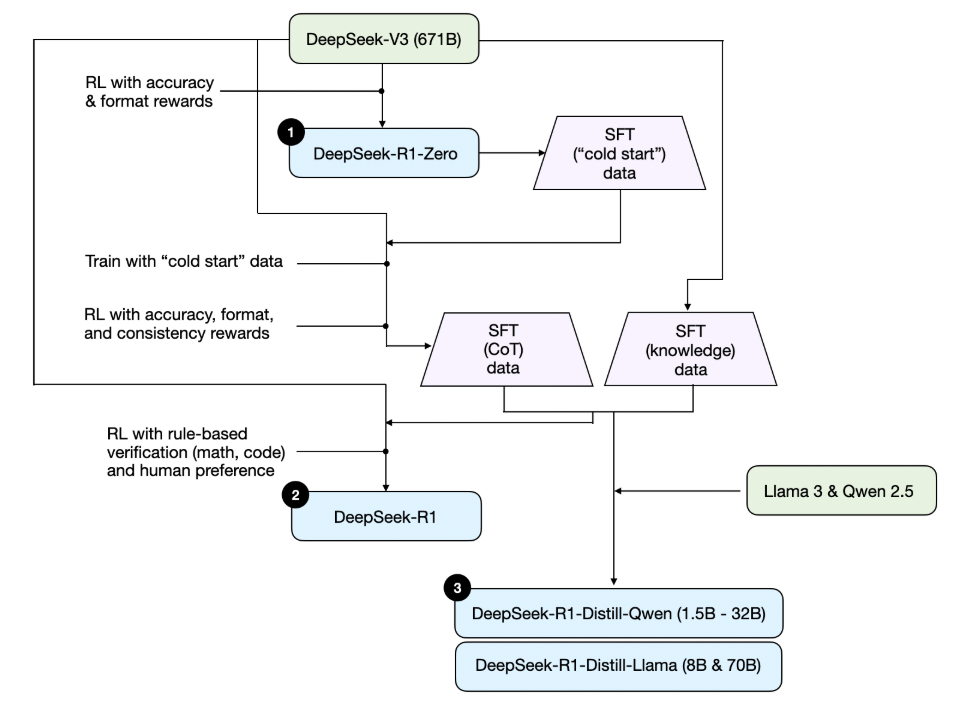 DeepSeek-V3 (671B)
RL with accuracy
& format rewards
1
DeepSeek-R1-Zero
SFT
(“cold start”)
data
Train with “cold start” data
RL with accuracy, format,
and consistency rewards
SFT
(CoT)
data
SFT
(knowledge)
data
RL with rule-based
verification (math, code)
and human preference
2
DeepSeek-R1
Llama 3 & Qwen 2.5
3
DeepSeek-R1-Distill-Qwen (1.5B - 32B)
DeepSeek-R1-Distill-Llama (8B & 70B)